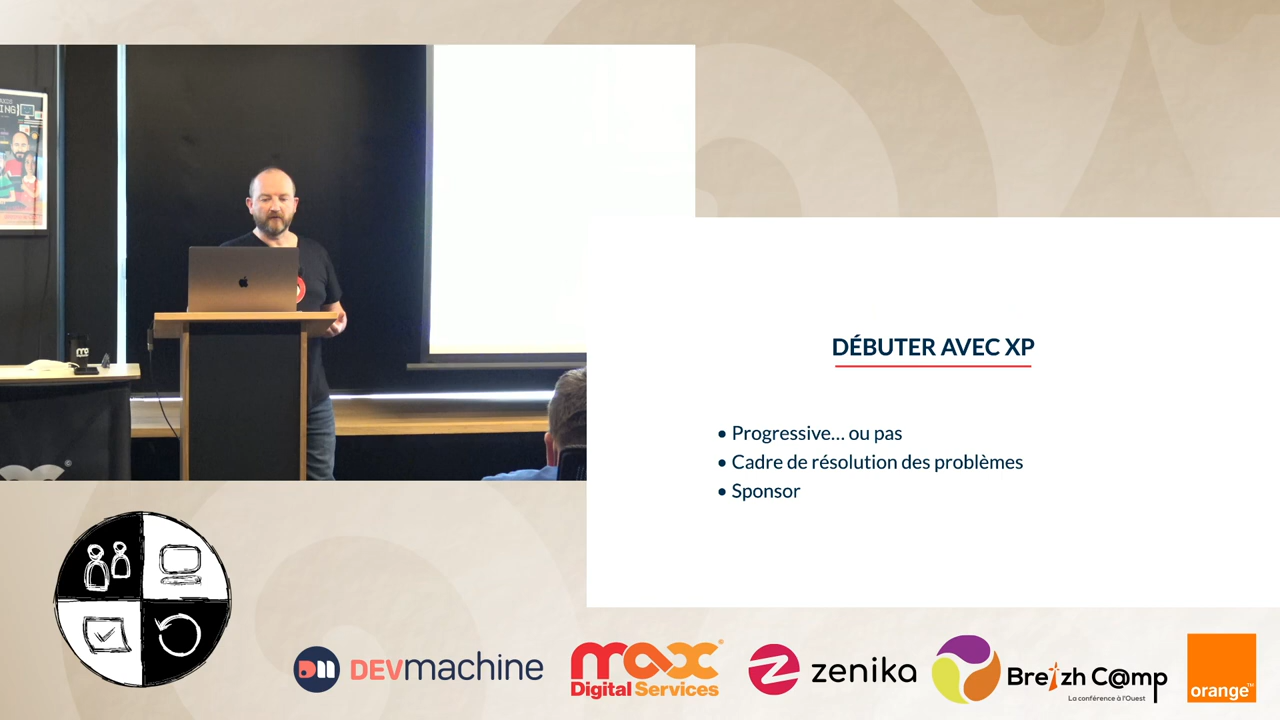 DÉBUTER AVEC XP
• Progressive... ou pas
• Cadre de résolution des problèmes
• Sponsor
DEVmachine
max
Digital Services
zenika
Breizh C@mp
La conférence à l'Ouest
orange™